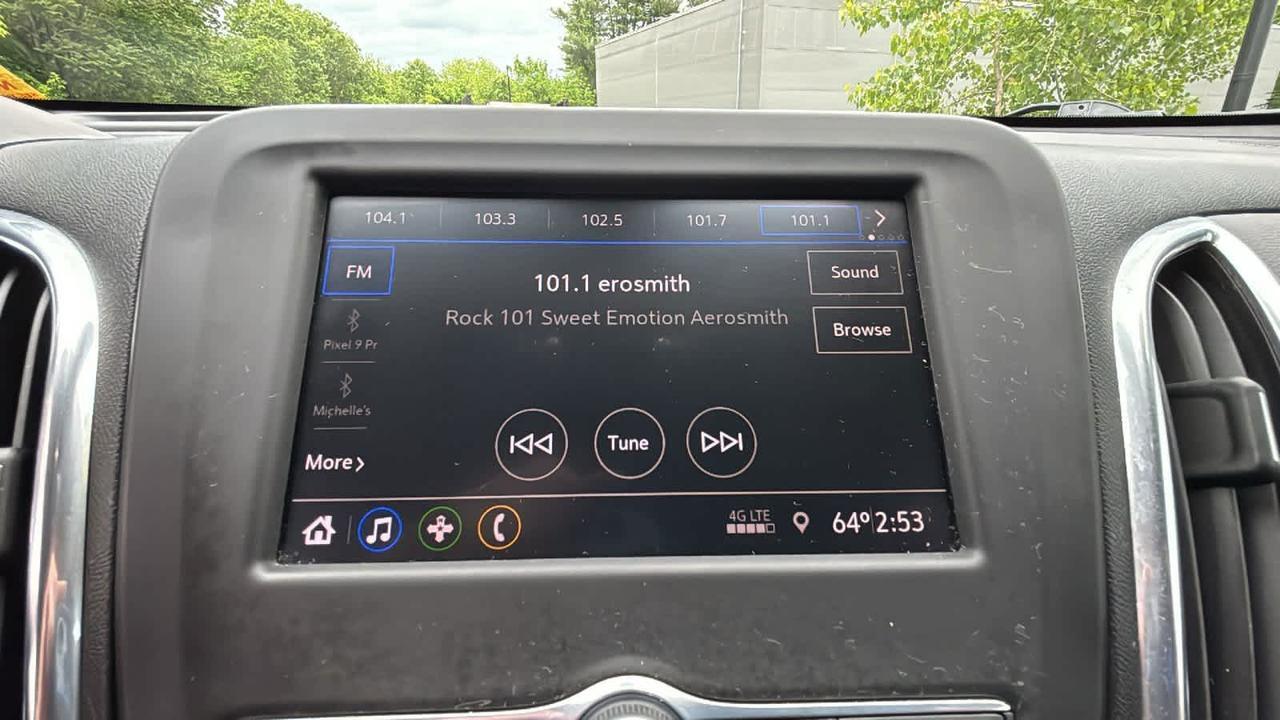 104.1 103.3 102.5 101.7 101.1
FM
101.1 erosmith
Sound
Rock 101 Sweet Emotion Aerosmith
Browse
Pixel 9 Pr
Michelle's
More
Tune
4G LTE
64° 2:53